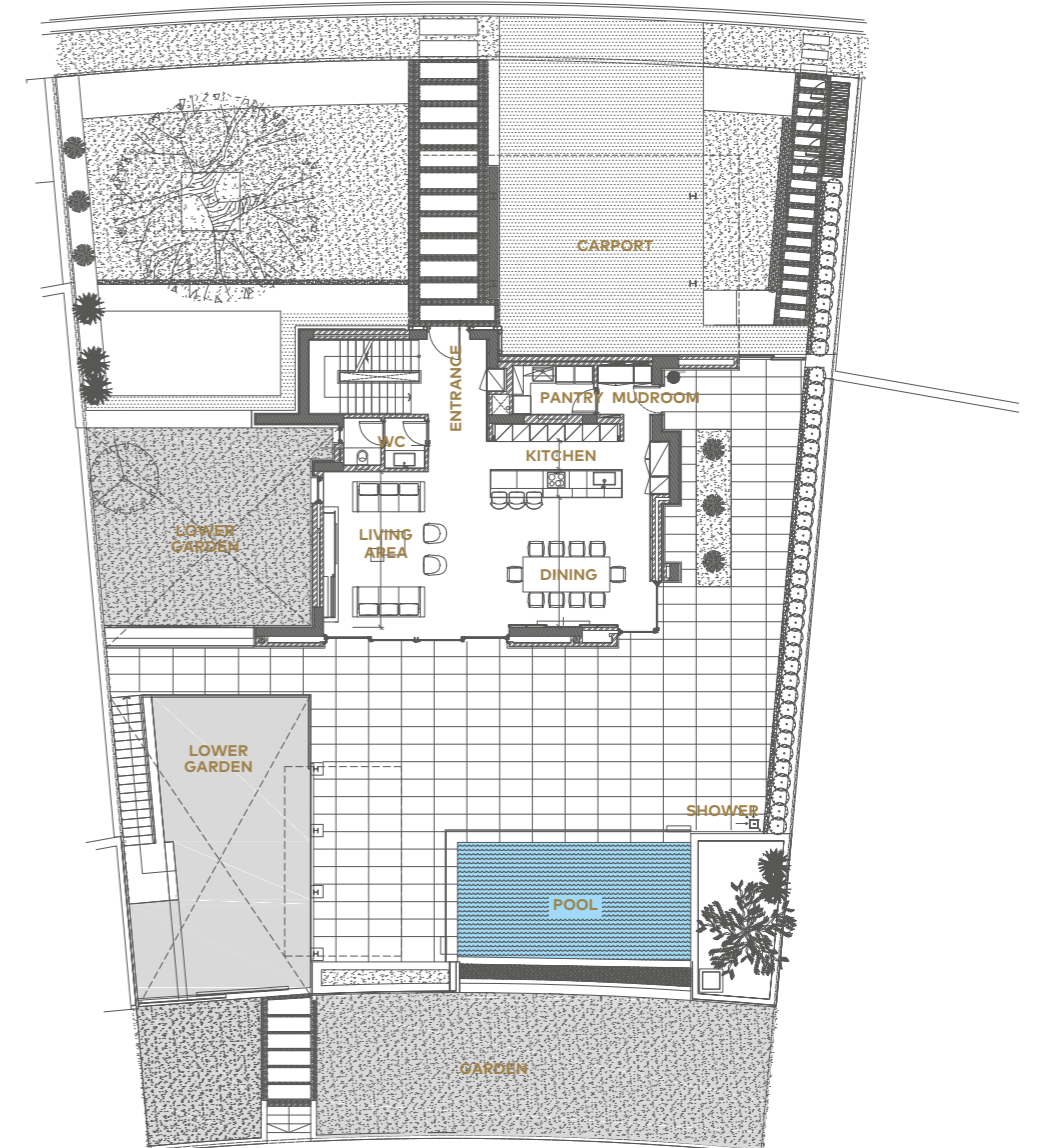 CARPORT
ENTRANCE
PANTRY
MUDROOM
WC
KITCHEN
LOWER
GARDEN
LIVING
AREA
DINING
LOWER
GARDEN
SHOWER
POOL
GARDEN